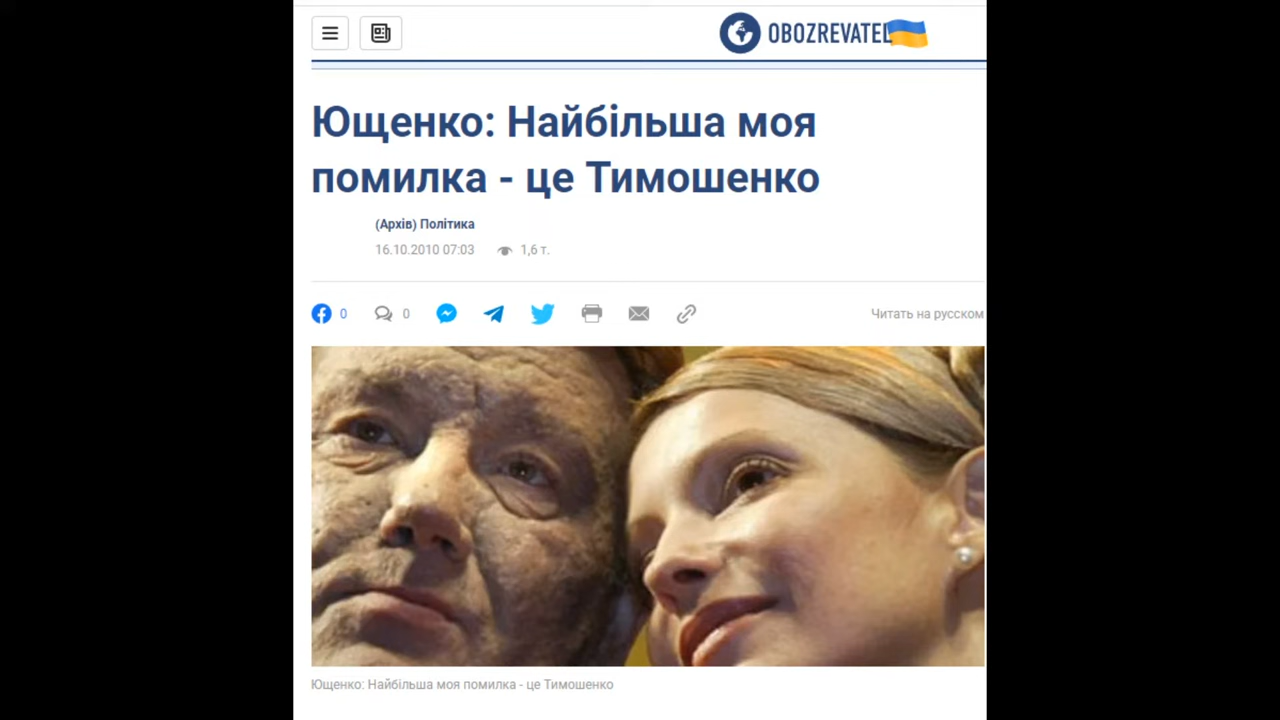 OBOZREVATEL
Ющенко: Найбільша моя
помилка - це Тимошенко
(Архів) Політика
16.10.2010 07:03 1,6 т.
0 0 Читать на русском
Ющенко: Найбільша моя помилка - це Тимошенко